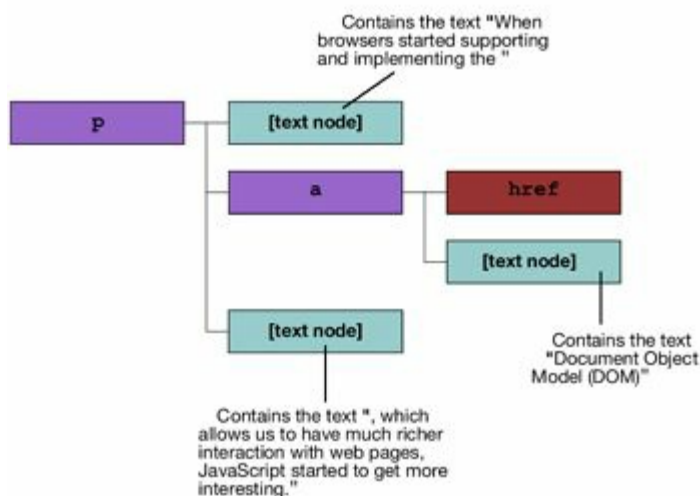 Contains the text "When
browsers started supporting
and implementing the "
p
[text node]
a
href
[text node]
[text node]
Contains the text
"Document Object
Model (DOM)"
Contains the text ", which
allows us to have much richer
interaction with web pages,
JavaScript started to get more
interesting."